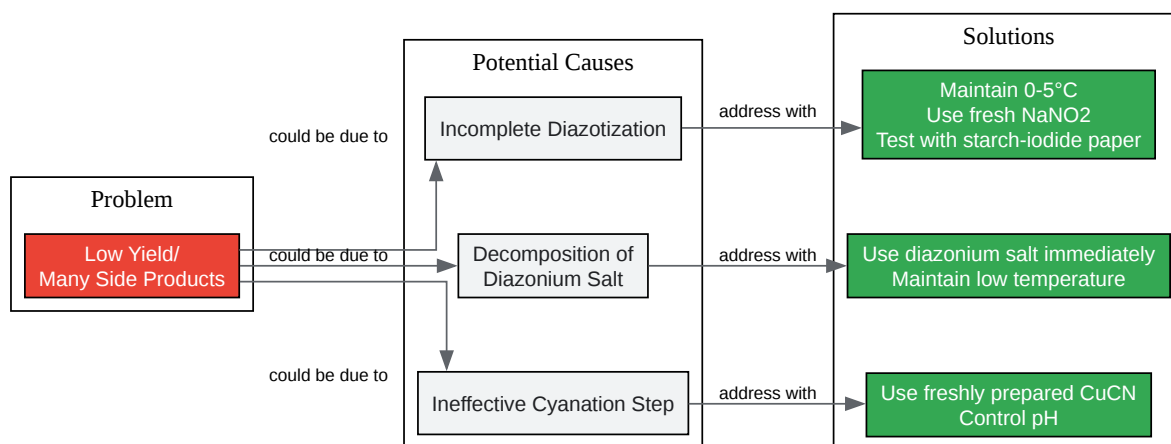 Problem
Low Yield/
Many Side Products
could be due to
could be due to
could be due to
Potential Causes
Incomplete Diazotization
Decomposition of
Diazonium Salt
Ineffective Cyanation Step
address with
address with
address with
Solutions
Maintain 0-5°C
Use fresh NaNO2
Test with starch-iodide paper
Use diazonium salt immediately
Maintain low temperature
Use freshly prepared CuCN
Control pH